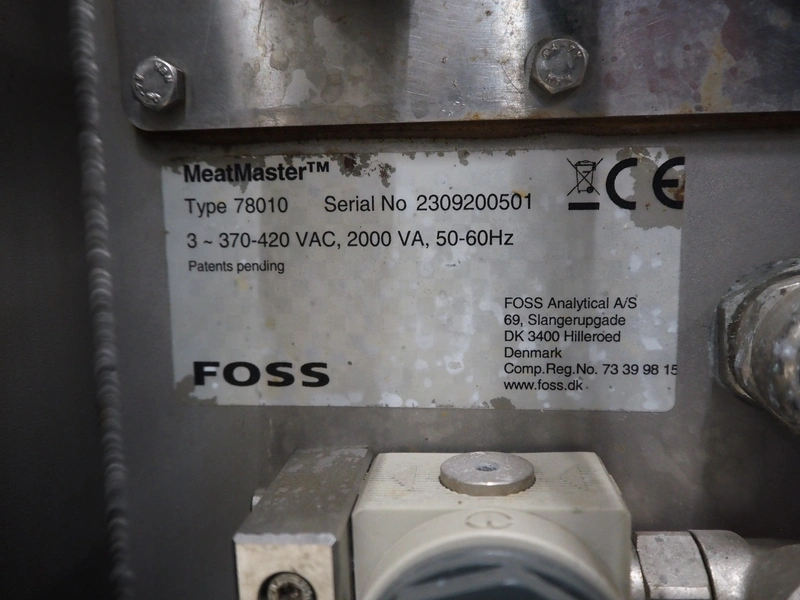 MeatMaster™
Type 78010 Serial No 2309200501
3 ~ 370-420 VAC, 2000 VA, 50-60Hz
Patents pending
CE
FOSS Analytical A/S
69, Slangerupgade
DK 3400 Hilleroed
Denmark
Comp.Reg.No. 73 39 98 15
www.foss.dk
FOSS